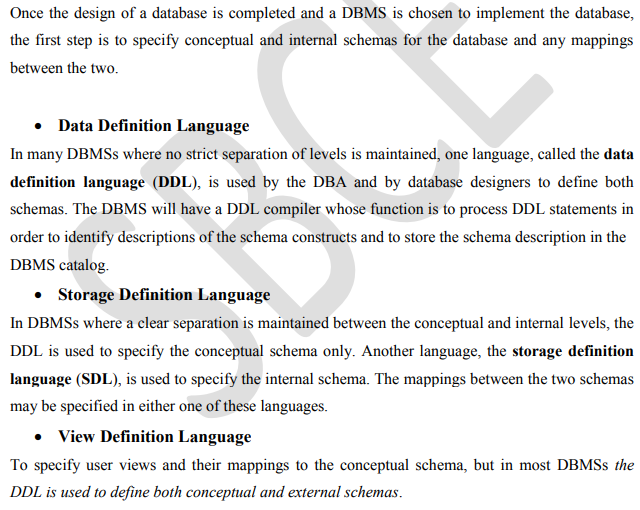 Once the design of a database is completed and a DBMS is chosen to implement the database,
the first step is to specify conceptual and internal schemas for the database and any mappings
between the two.
• Data Definition Language
In many DBMSs where no strict separation of levels is maintained, one language, called the data
definition language (DDL), is used by the DBA and by database designers to define both
schemas. The DBMS will have a DDL compiler whose function is to process DDL statements in
order to identify descriptions of the schema constructs and to store the schema description in the
DBMS catalog.
• Storage Definition Language
In DBMSs where a clear separation is maintained between the conceptual and internal levels, the
DDL is used to specify the conceptual schema only. Another language, the storage definition
language (SDL), is used to specify the internal schema. The mappings between the two schemas
may be specified in either one of these languages.
• View Definition Language
To specify user views and their mappings to the conceptual schema, but in most DBMSs the
DDL is used to define both conceptual and external schemas.
SBCE